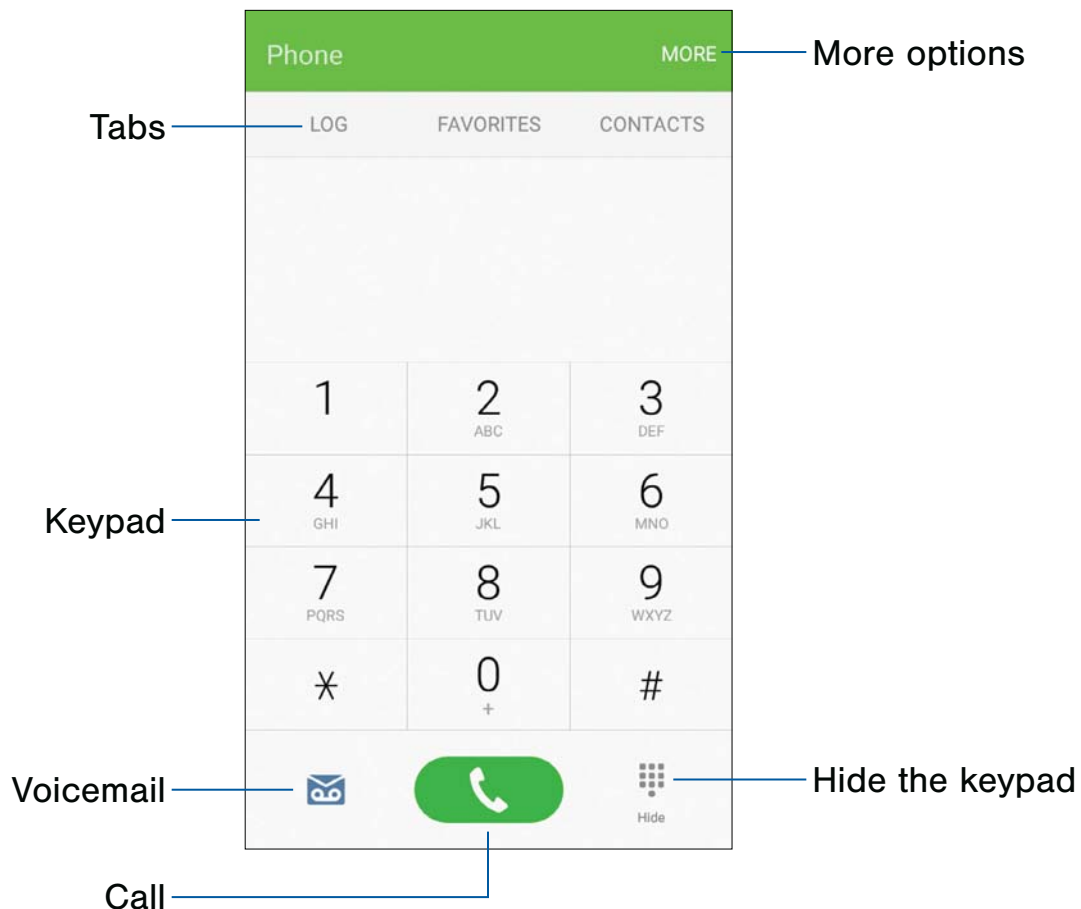 Phone MORE More options
Tabs LOG FAVORITES CONTACTS
1 2 3
ABC DEF
4 5 6
Keypad GHI JKL MNO
7 8 9
PQRS TUV WXYZ
* 0 #
+
Voicemail Hide the keypad
Hide
Call